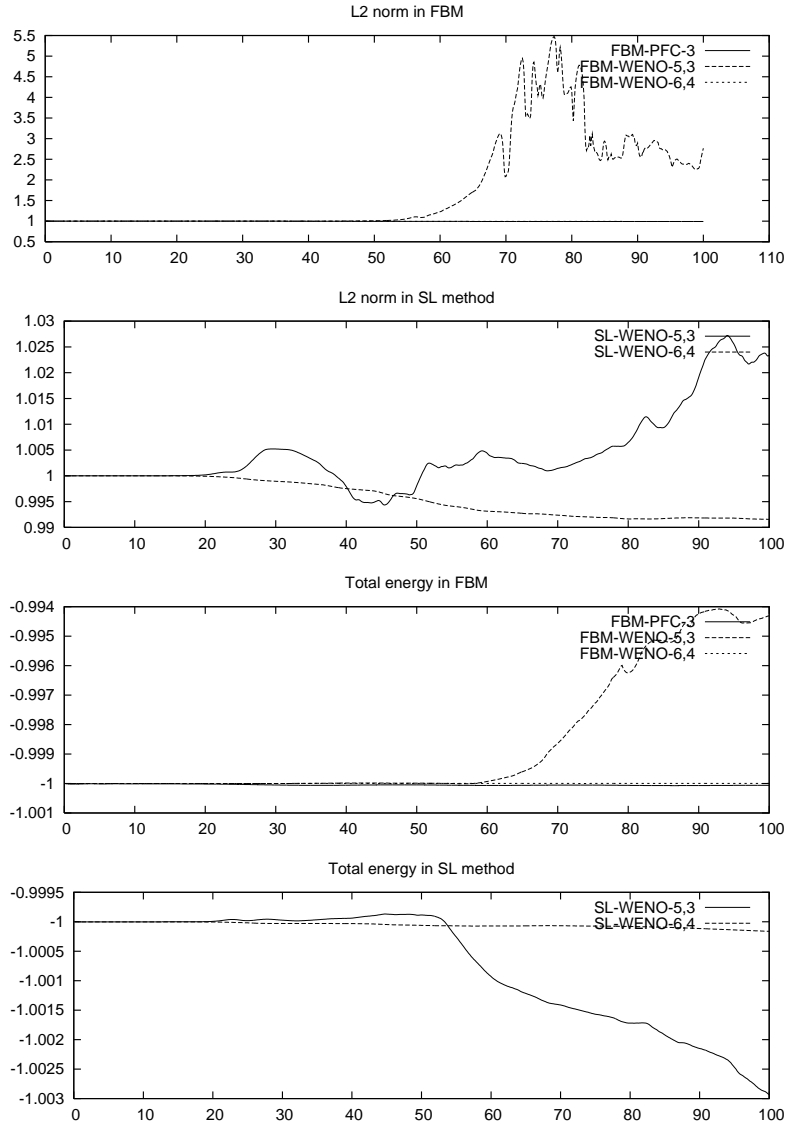 L2 norm in FBM
5.5
5
4.5
4
3.5
3
2.5
2
1.5
1
0.5
FBM-PFC-3
FBM-WENO-5,3
FBM-WENO-6,4
0 10 20 30 40 50 60 70 80 90 100 110
L2 norm in SL method
1.03
1.025
1.02
1.015
1.01
1.005
1
0.995
0.99
SL-WENO-5,3
SL-WENO-6,4
0 10 20 30 40 50 60 70 80 90 100
Total energy in FBM
-0.994
-0.995
-0.996
-0.997
-0.998
-0.999
-1
-1.001
FBM-PFC-3
FBM-WENO-5,3
FBM-WENO-6,4
0 10 20 30 40 50 60 70 80 90 100
Total energy in SL method
-0.9995
-1
-1.0005
-1.001
-1.0015
-1.002
-1.0025
-1.003
SL-WENO-5,3
SL-WENO-6,4
0 10 20 30 40 50 60 70 80 90 100